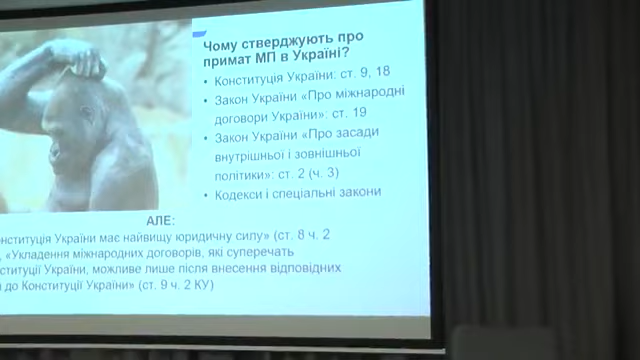 Чому стверджують про
примат МП в Україні?
• Конституція України: ст. 9, 18
• Закон України «Про міжнародні
договори України»: ст. 19
• Закон України «Про засади
внутрішньої і зовнішньої
політики»: ст. 2 (ч. 3)
• Кодекси і спеціальні закони
АЛЕ:
онституція України має найвищу юридичну силу» (ст. 8 ч. 2
, «Укладення міжнародних договорів, які суперечать
ституції України, можливе лише після внесення відповідних
до Конституції України» (ст. 9 ч. 2 КУ)